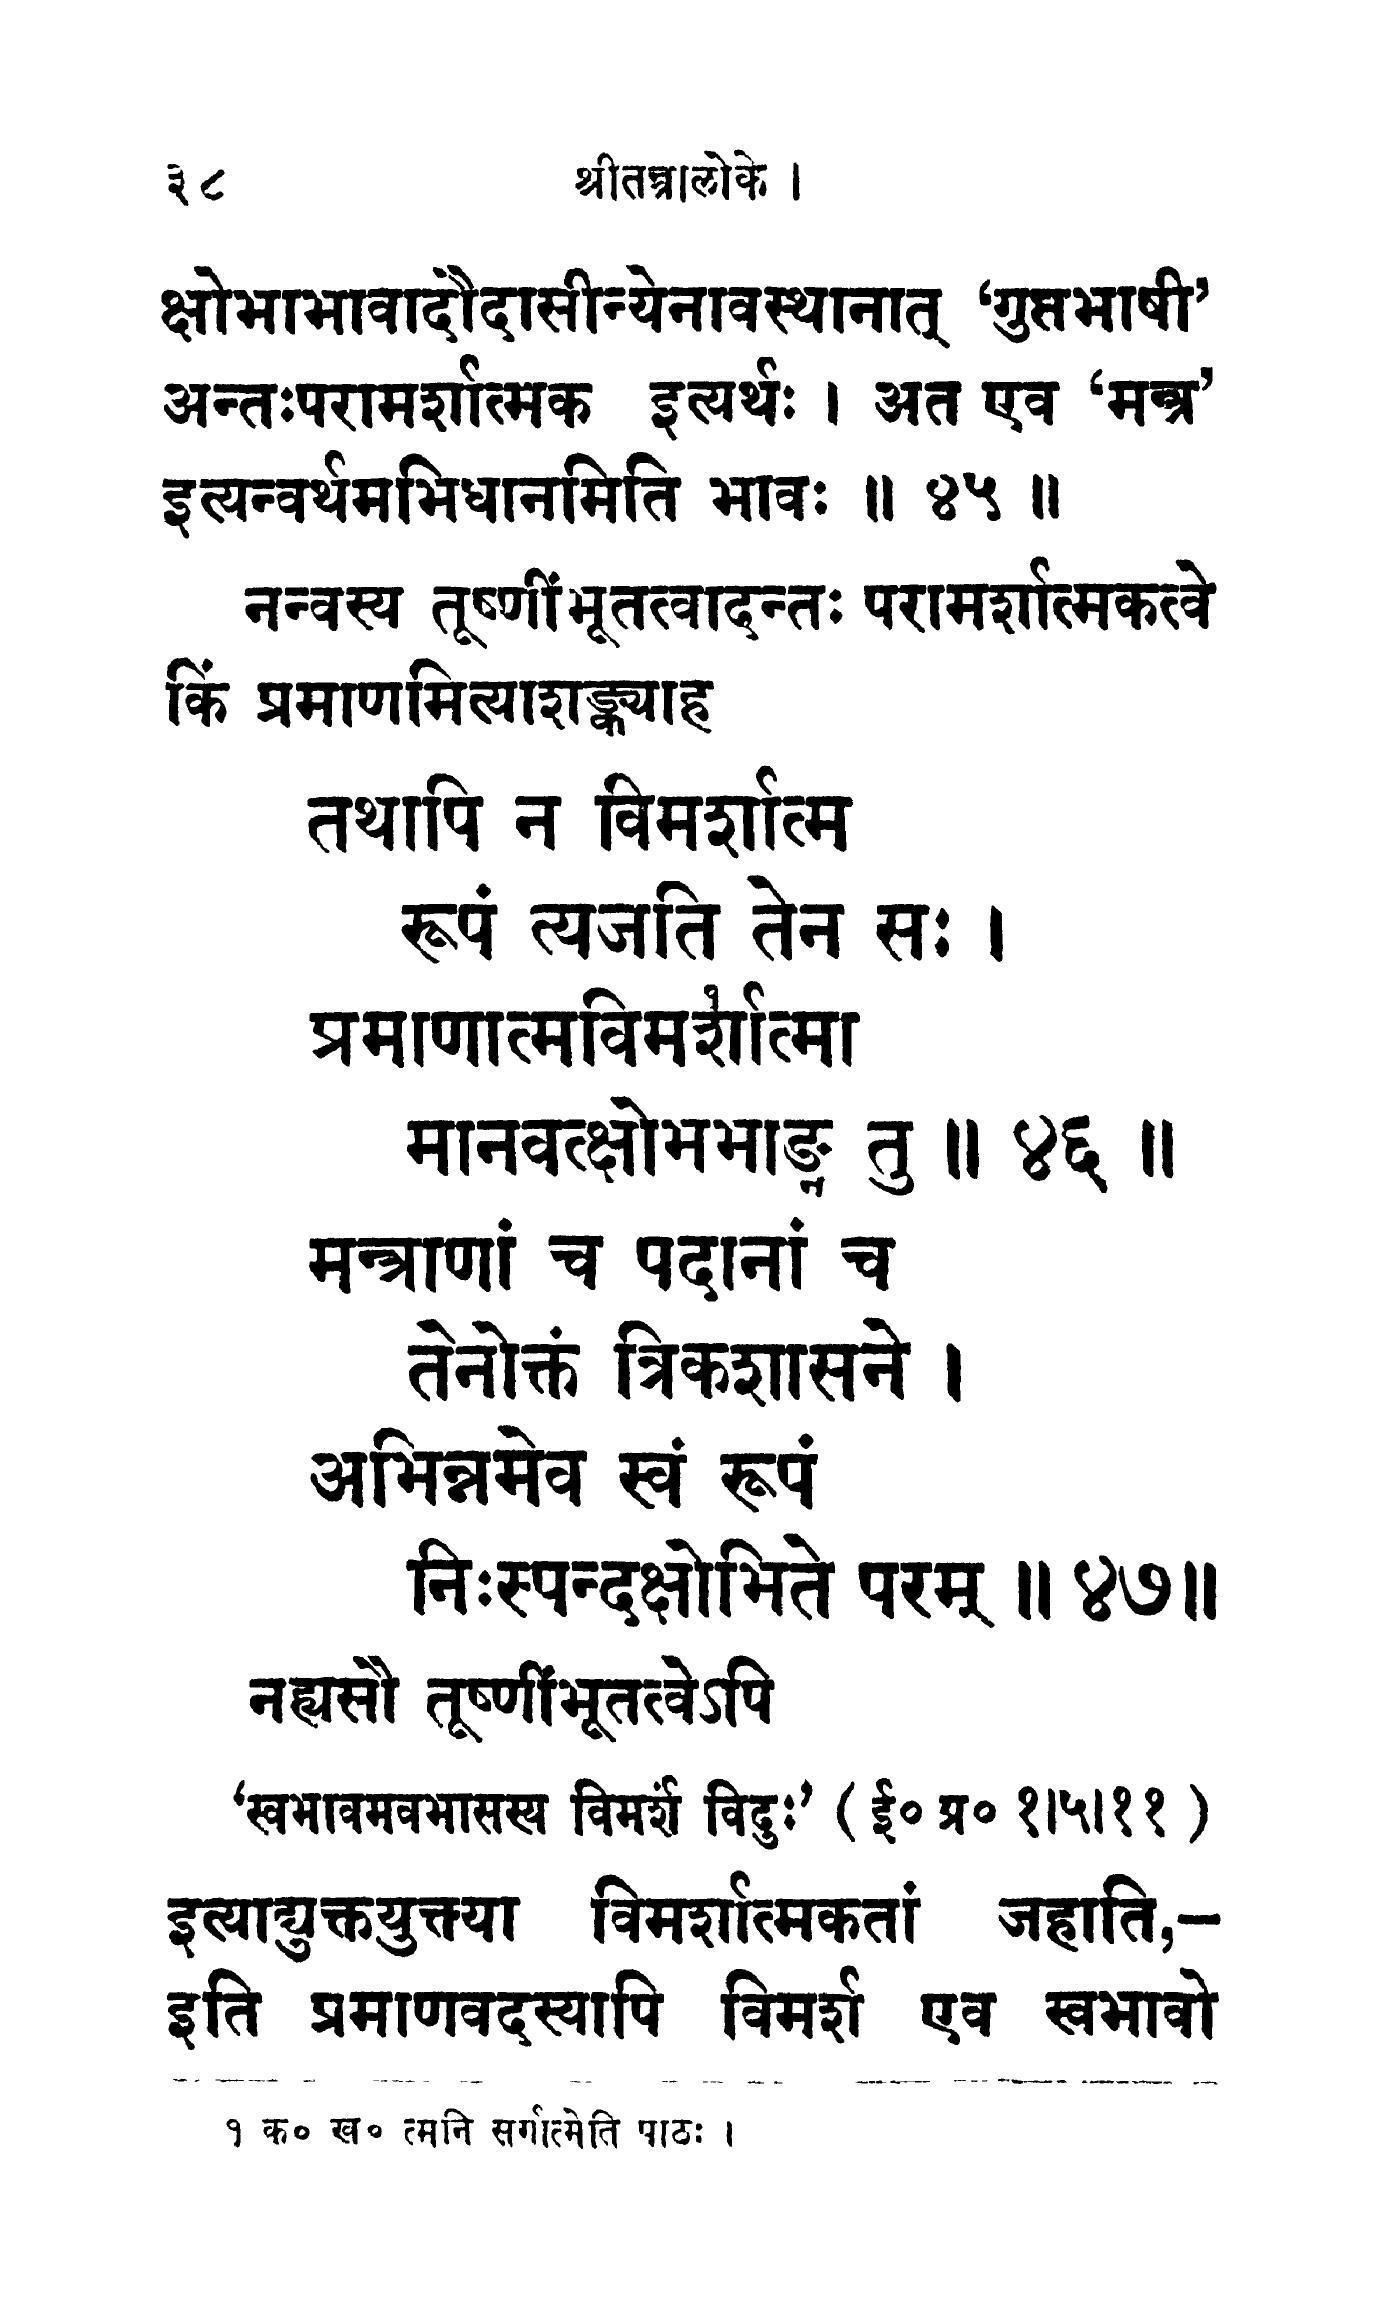 ३८ श्रीतन्त्रालोके ।
क्षोभाभावादौदासीन्येनावस्थानात् ‘गुप्तभाषी’
अन्तःपरामर्शात्मक इत्यर्थः । अत एव ‘मन्त्र’
इत्यन्वर्थमभिधानमिति भावः ॥ ४५ ॥
नन्वस्य तूष्णींभूतत्वादन्तः परामर्शात्मकत्वे
किं प्रमाणमित्याशङ्क्याह
तथापि न विमर्शात्म
रूपं त्यजति तेन सः ।
प्रमाणात्मविमर्शात्मा१
मानवत्क्षोभभाङ्न तु ॥ ४६ ॥
मन्त्राणां च पदानां च
तेनोक्तं त्रिकशासने ।
अभिन्नमेव स्वं रूपं
निःस्पन्दक्षोभिते परम् ॥ ४७॥
नह्यसौ तूष्णींभूतत्वेऽपि
‘स्वभावमवभासस्य विमर्शं विदुः’ ( ई० प्र० १।५।११ )
इत्याद्युक्तयुक्त्या विमर्शात्मकतां जहाति,—
इति प्रमाणवदस्यापि विमर्श एव स्वभावो
१ क० ख० त्मनि सर्गात्मेति पाठः ।